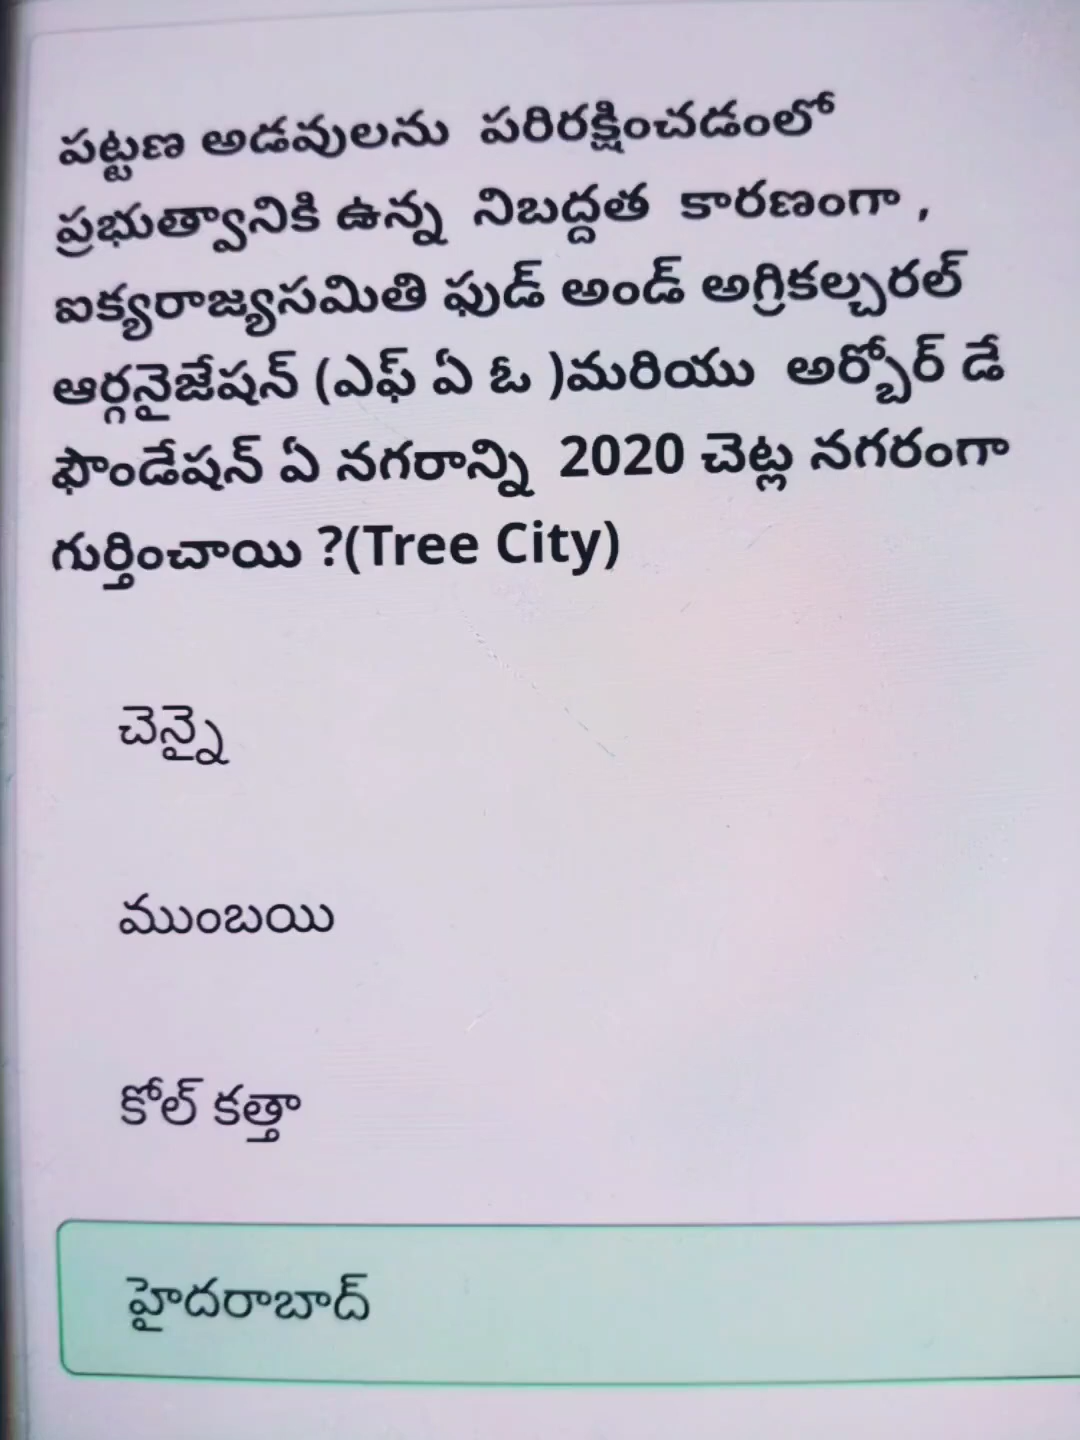 పట్టణ అడవులను పరిరక్షించడంలో
ప్రభుత్వానికి ఉన్న నిబద్దత కారణంగా ,
ఐక్యరాజ్యసమితి ఫుడ్ అండ్ అగ్రికల్చరల్
ఆర్గనైజేషన్ (ఎఫ్ ఏ ఓ )మరియు అర్బోర్ డే
ఫౌండేషన్ ఏ నగరాన్ని 2020 చెట్ల నగరంగా
గుర్తించాయి ?(Tree City)
చెన్నై
ముంబయి
కోల్ కత్తా
హైదరాబాద్